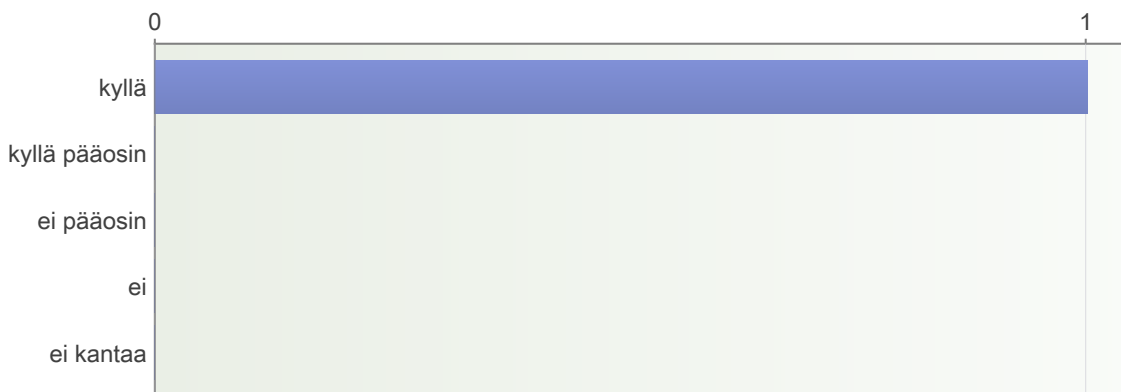 0 1
kyllä
kyllä pääosin
ei pääosin
ei
ei kantaa